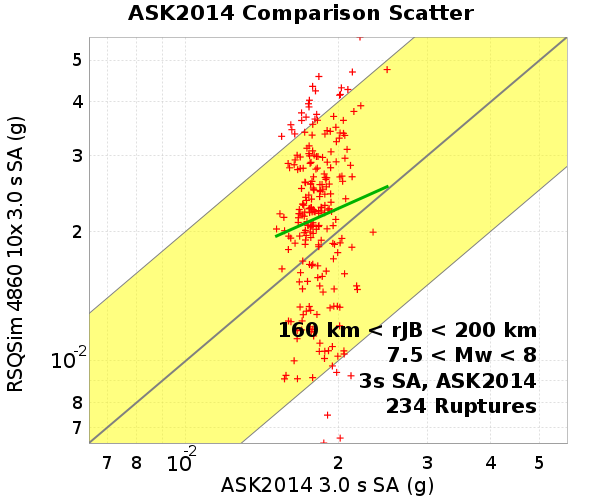 ASK2014 Comparison Scatter
RSQSim 4860 10x 3.0 s SA (g)
5
4
3
2
10-2
8
7
160 km < rJB < 200 km
7.5 < Mw < 8
3s SA, ASK2014
234 Ruptures
7 8 10-2 2 3 4 5
ASK2014 3.0 s SA (g)